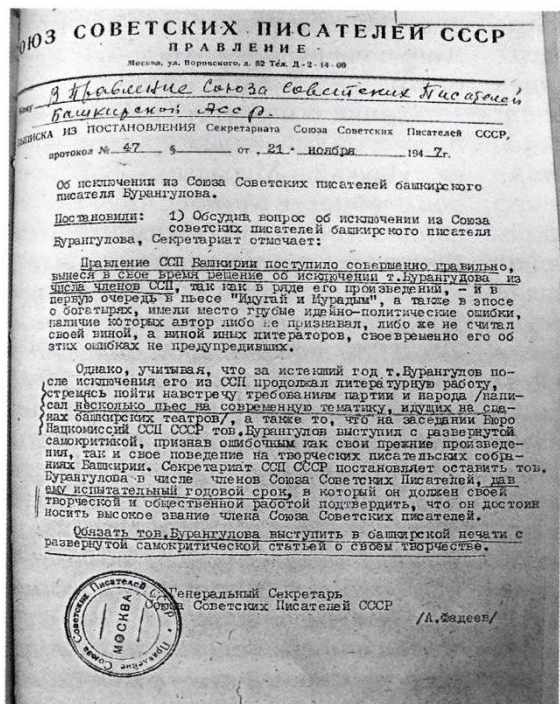 ОЮЗ СОВЕТСКИХ ПИСАТЕЛЕЙ СССР
ПРАВЛЕНИЕ
Москва, ул. Воровского, д. 52 Тел. Д-2-14-00
В Правление Союза Советских Писателей
Башкирской АССР.
ВЫПИСКА ИЗ ПОСТАНОВЛЕНИЯ Секретариата Союза Советских Писателей СССР,
протокол № 47 § от 21 ноября 1947г.
Об исключении из Союза Советских писателей башкирского
писателя Бурангулова.
Постановили: 1) Обсудив вопрос об исключении из Союза
советских писателей башкирского писателя
Бурангулова, Секретариат отмечает:
Правление ССП Башкирии поступило совершенно правильно,
вынеся в свое время решение об исключении т.Бурангулова из
числа членов ССП, так как в ряде его произведений, - и в
первую очередь в пьесе "Идугай и Мурадым", а также в эпосе
о богатырях, имели место грубые идейно-политические ошибки,
наличие которых автор либо не признавал, либо же не считал
своей виной, а виной иных литераторов, своевременно его об
этих ошибках не предупредивших.
Однако, учитывая, что за истекший год т.Бурангулов по-
сле исключения его из ССП продолжал литературную работу,
стремясь пойти навстречу требованиям партии и народа /напи-
сал несколько пьес на современную тематику, идущих на сце-
нах башкирских театров/, а также то, что на заседании Бюро
Нацкомиссий ССП СССР тов.Бурангулов выступил с развернутой
самокритикой, признав ошибочным как свои прежние произведе-
ния, так и свое поведение на творческих писательских собра-
ниях Башкирии. Секретариат ССП СССР постановляет оставить тов.
Бурангулова в числе членов Союза Советских Писателей, дав
ему испытательный годовой срок, в который он должен своей
творческой и общественной работой подтвердить, что он достоин
носить высокое звание члена Союза Советских писателей.
Обязать тов.Бурангулова выступить в башкирской печати с
развернутой самокритической статьей о своем творчестве.
Генеральный Секретарь
Союза Советских Писателей СССР
/А.Фадеев/
Правление Союза Советских Писателей СССР
МОСКВА